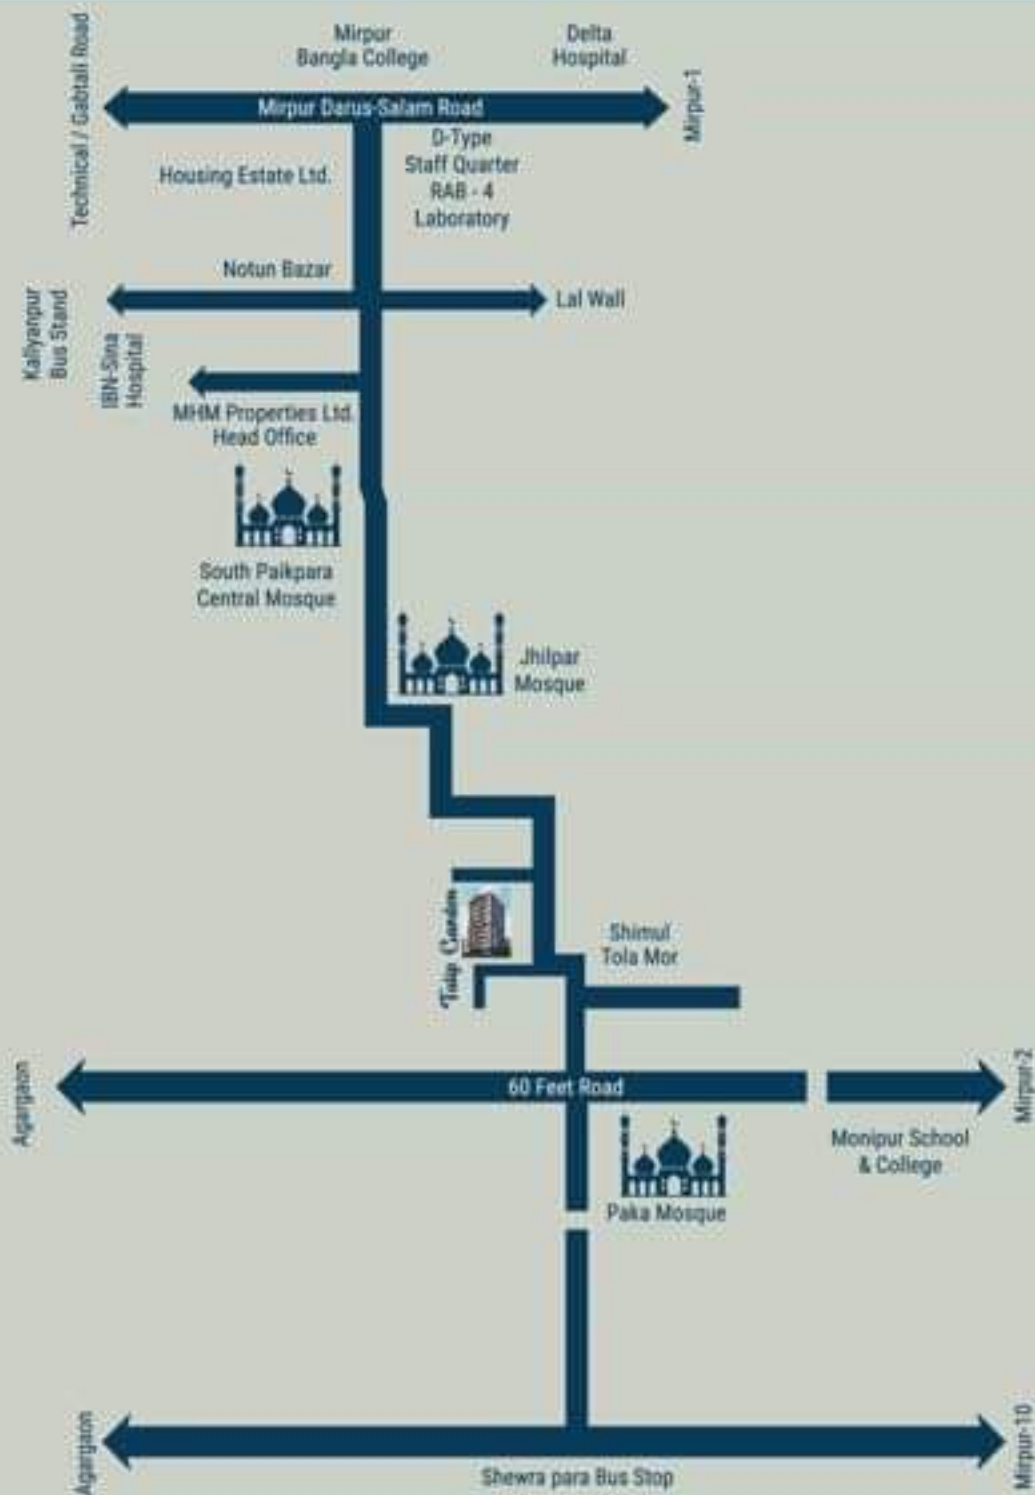 Mirpur
Bangla College
Delta
Hospital
Technical / Gabtali Road
Mirpur Darus-Salam Road
Mirpur-1
D-Type
Staff Quarter
RAB - 4
Laboratory
Housing Estate Ltd.
Notun Bazar
Lal Wall
Kallyanpur
Bus Stand
IBN-Sina
Hospital
MHM Properties Ltd.
Head Office
South Paikpara
Central Mosque
Jhilpar
Mosque
Tulip Garden
Shimul
Tola Mor
Agargaon
60 Feet Road
Mirpur-2
Monipur School
& College
Paka Mosque
Agargaon
Mirpur-10
Shewra para Bus Stop